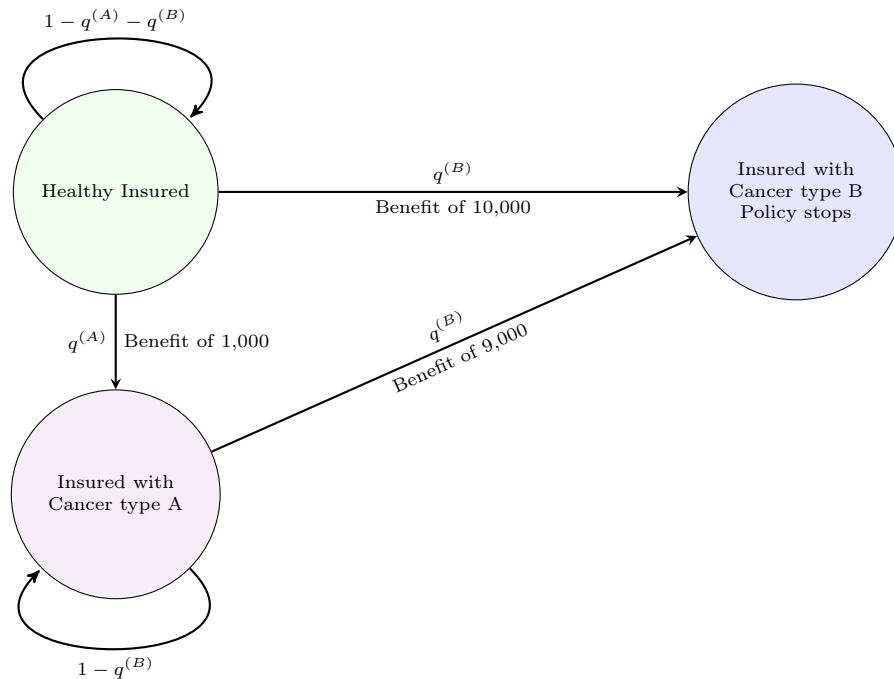 1 − q^(A) − q^(B)
Healthy Insured
q^(B)
Benefit of 10,000
Insured with
Cancer type B
Policy stops
q^(A)
Benefit of 1,000
q^(B)
Benefit of 9,000
Insured with
Cancer type A
1 − q^(B)